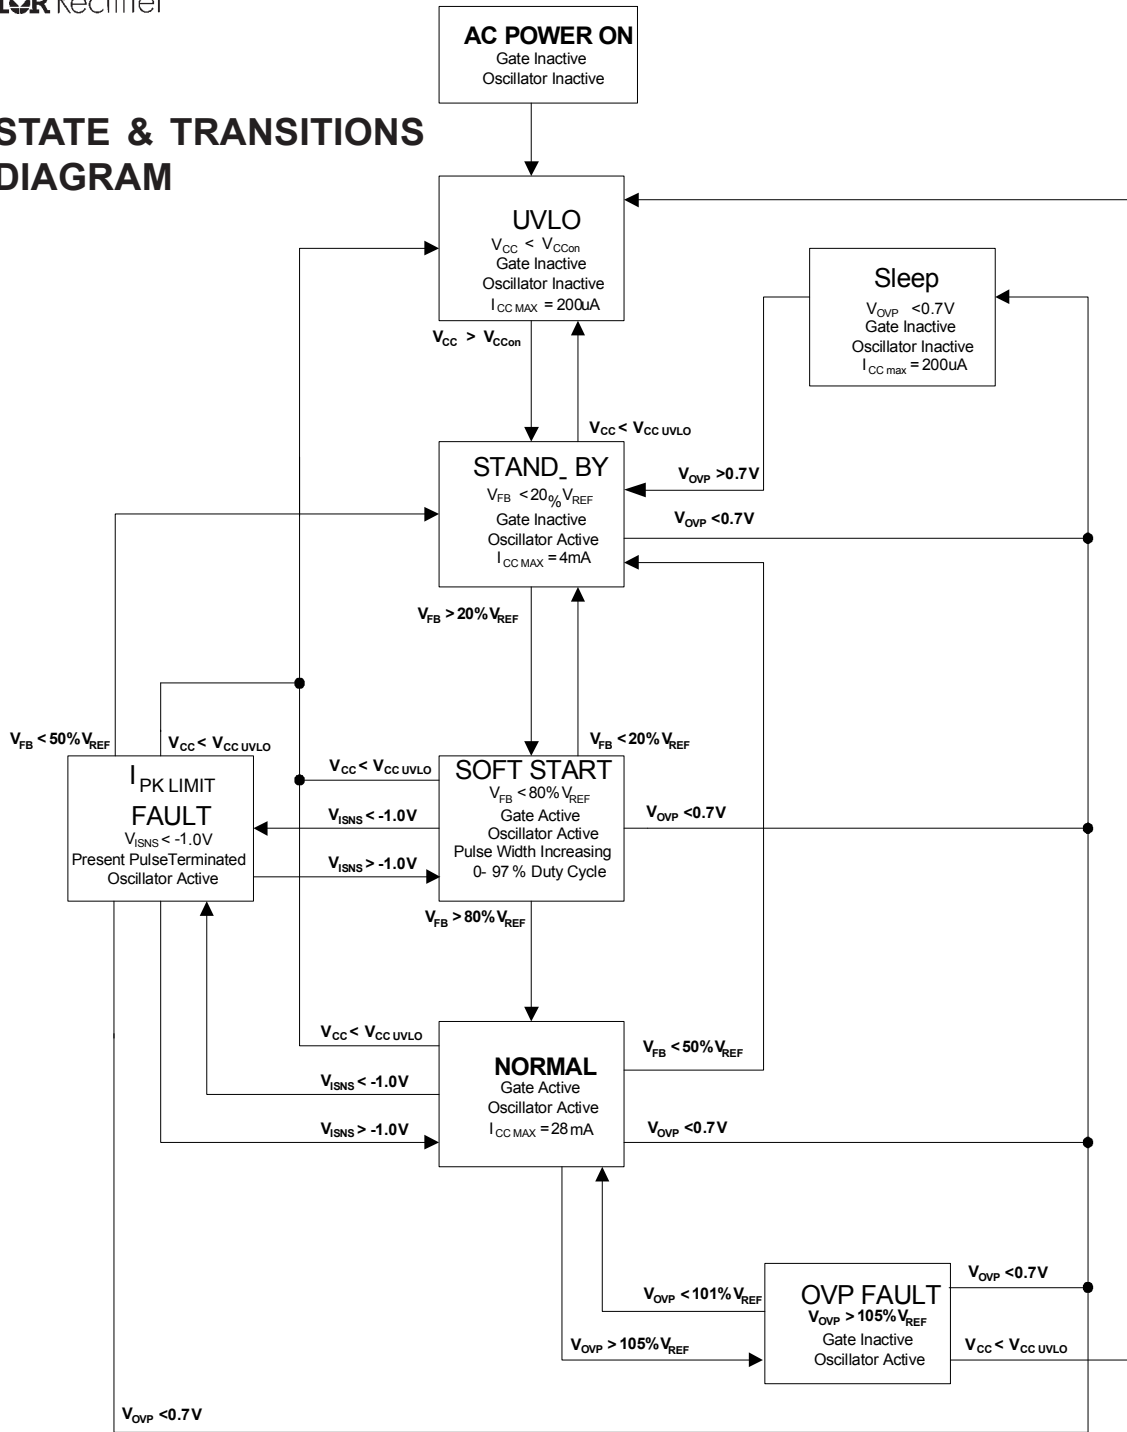 IOR Rectifier
STATE & TRANSITIONS
DIAGRAM
AC POWER ON
Gate Inactive
Oscillator Inactive
UVLO
VCC < VCCon
Gate Inactive
Oscillator Inactive
ICC MAX = 200uA
VCC > VCCon
Sleep
VOVP <0.7V
Gate Inactive
Oscillator Inactive
ICC max = 200uA
VCC < VCC UVLO
STAND_ BY
VFB <20% VREF
Gate Inactive
Oscillator Active
ICC MAX = 4mA
VOVP >0.7V
VOVP <0.7V
VFB > 20% VREF
VFB < 50% VREF
VCC < VCC UVLO
VFB < 20% VREF
IPK LIMIT
FAULT
VISNS < -1.0V
Present PulseTerminated
Oscillator Active
VCC < VCC UVLO
VISNS < -1.0V
VISNS > -1.0V
SOFT START
VFB < 80% VREF
Gate Active
Oscillator Active
Pulse Width Increasing
0- 97 % Duty Cycle
VOVP <0.7V
VFB > 80% VREF
VCC < VCC UVLO
VISNS < -1.0V
VISNS > -1.0V
NORMAL
Gate Active
Oscillator Active
ICC MAX = 28 mA
VFB < 50% VREF
VOVP <0.7V
VOVP < 101% VREF
VOVP > 105% VREF
OVP FAULT
VOVP > 105% VREF
Gate Inactive
Oscillator Active
VOVP <0.7V
VCC < VCC UVLO
VOVP <0.7V